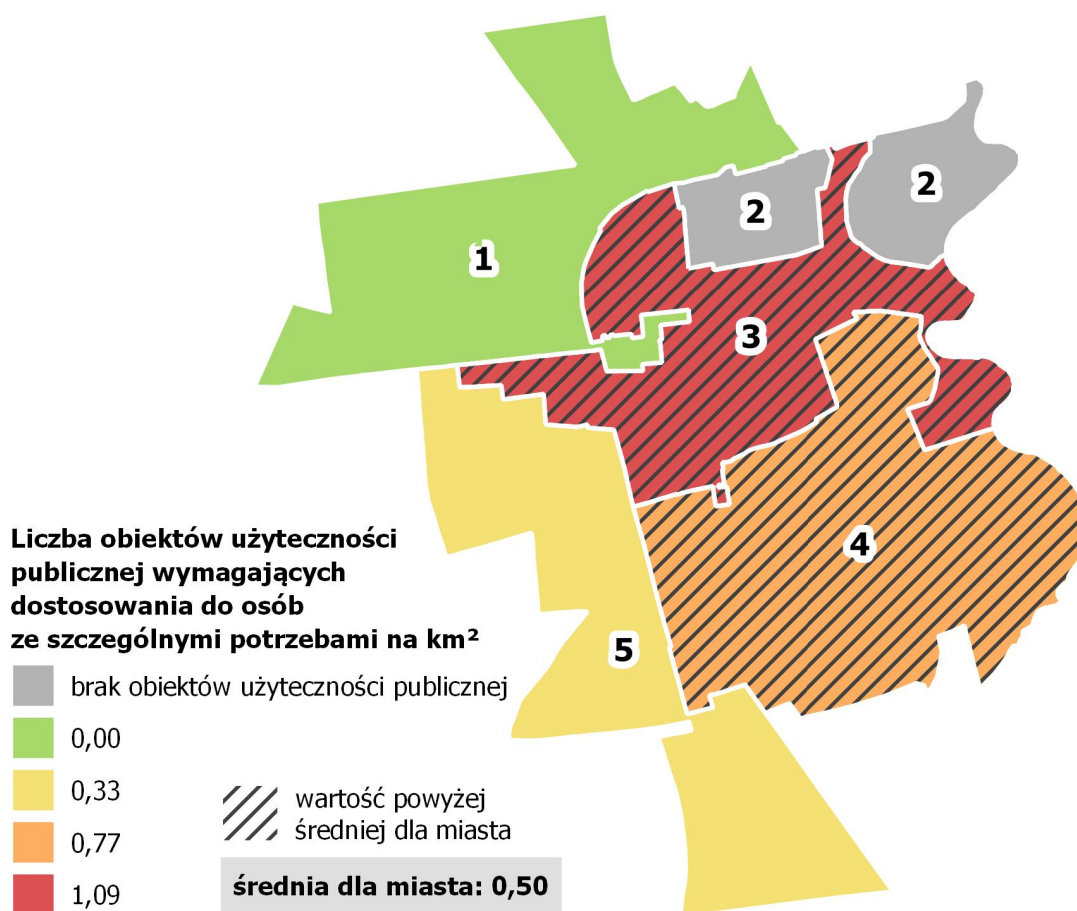 2
2
1
3
4
5
Liczba obiektów użyteczności
publicznej wymagających
dostosowania do osób
ze szczególnymi potrzebami na km²
brak obiektów użyteczności publicznej
0,00
0,33
0,77
1,09
wartość powyżej
średniej dla miasta
średnia dla miasta: 0,50